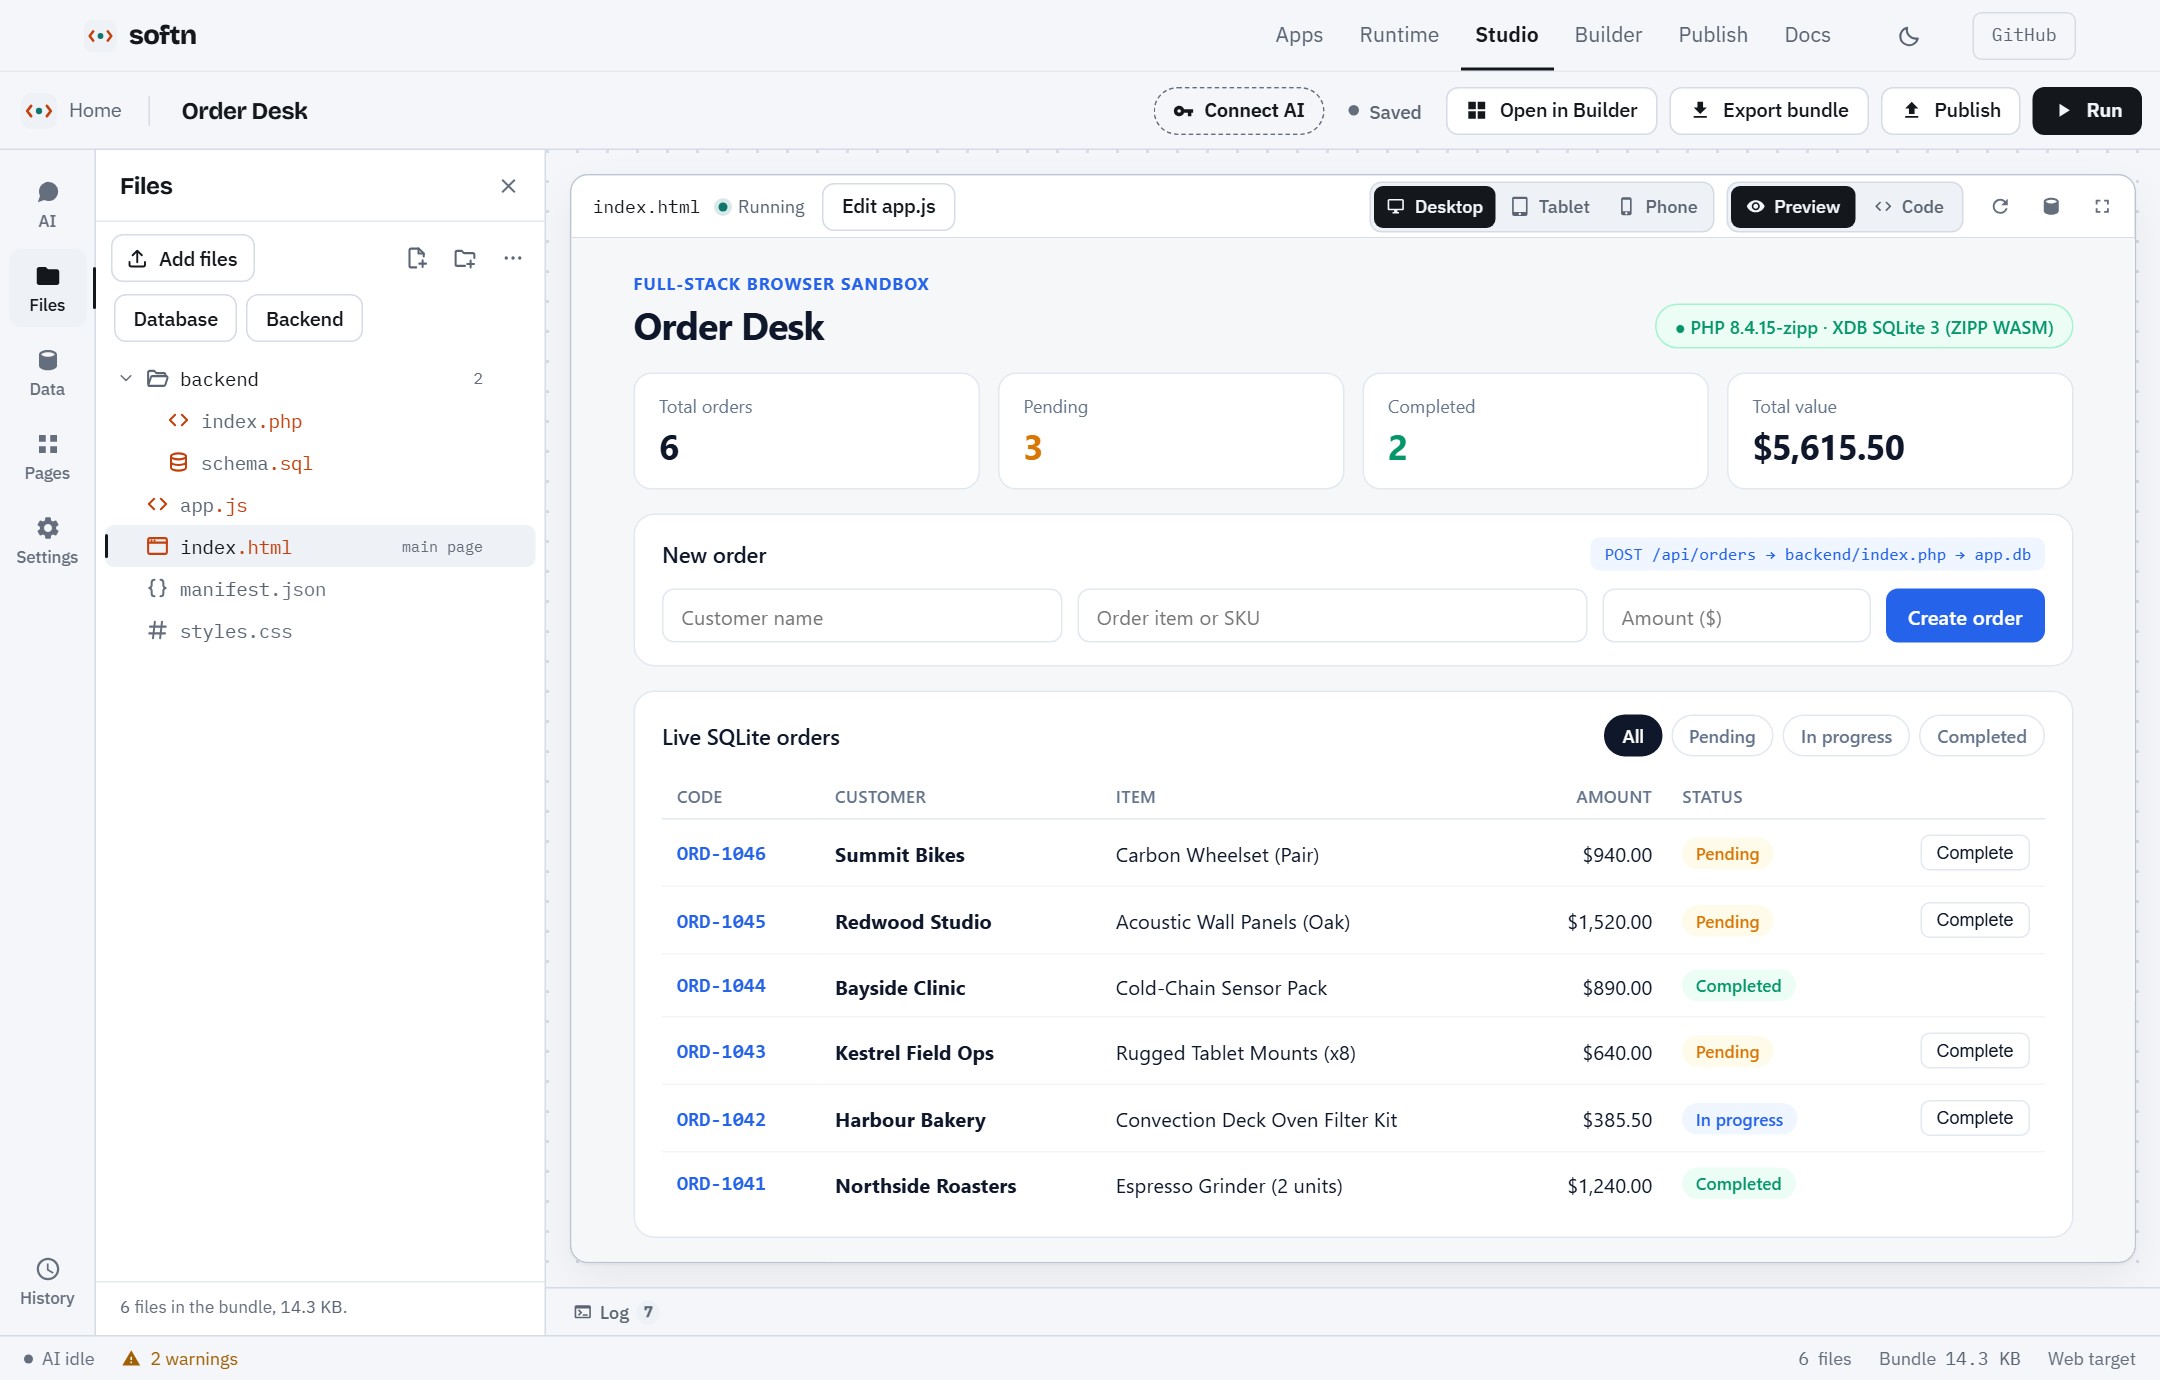 softn
Apps Runtime Studio Builder Publish Docs GitHub
Home Order Desk
Connect AI Saved Open in Builder Export bundle Publish Run
AI
Files
Data
Pages
Settings
History
Files
Add files
Database Backend
backend 2
index.php
schema.sql
app.js
index.html main page
manifest.json
styles.css
6 files in the bundle, 14.3 KB.
index.html Running Edit app.js Desktop Tablet Phone Preview Code
FULL-STACK BROWSER SANDBOX
Order Desk
PHP 8.4.15-zipp · XDB SQLite 3 (ZIPP WASM)
Total orders
6
Pending
3
Completed
2
Total value
$5,615.50
New order
POST /api/orders → backend/index.php → app.db
Customer name Order item or SKU Amount ($) Create order
Live SQLite orders
All Pending In progress Completed
CODE CUSTOMER ITEM AMOUNT STATUS
ORD-1046 Summit Bikes Carbon Wheelset (Pair) $940.00 Pending Complete
ORD-1045 Redwood Studio Acoustic Wall Panels (Oak) $1,520.00 Pending Complete
ORD-1044 Bayside Clinic Cold-Chain Sensor Pack $890.00 Completed
ORD-1043 Kestrel Field Ops Rugged Tablet Mounts (x8) $640.00 Pending Complete
ORD-1042 Harbour Bakery Convection Deck Oven Filter Kit $385.50 In progress Complete
ORD-1041 Northside Roasters Espresso Grinder (2 units) $1,240.00 Completed
Log 7
AI idle 2 warnings
6 files Bundle 14.3 KB Web target